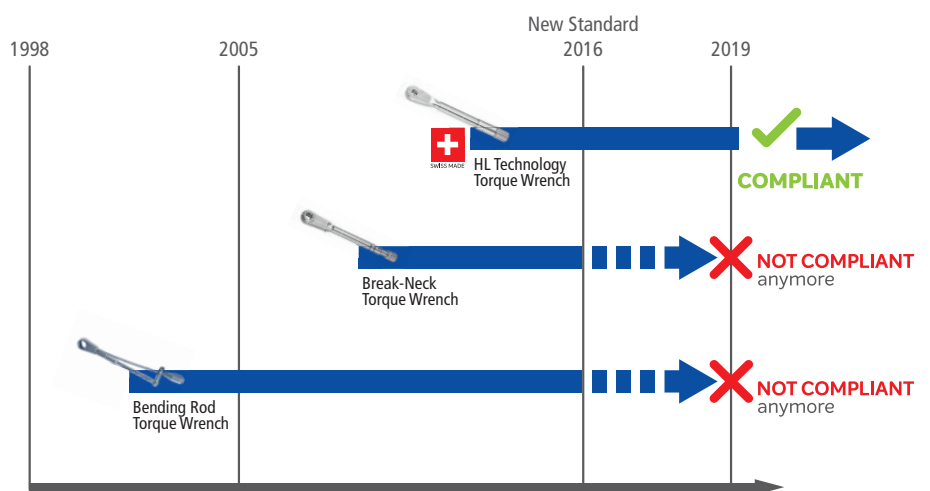 New Standard
1998
2005
2016
2019
SWISS MADE
HL Technology
Torque Wrench
COMPLIANT
Break-Neck
Torque Wrench
NOT COMPLIANT
anymore
Bending Rod
Torque Wrench
NOT COMPLIANT
anymore